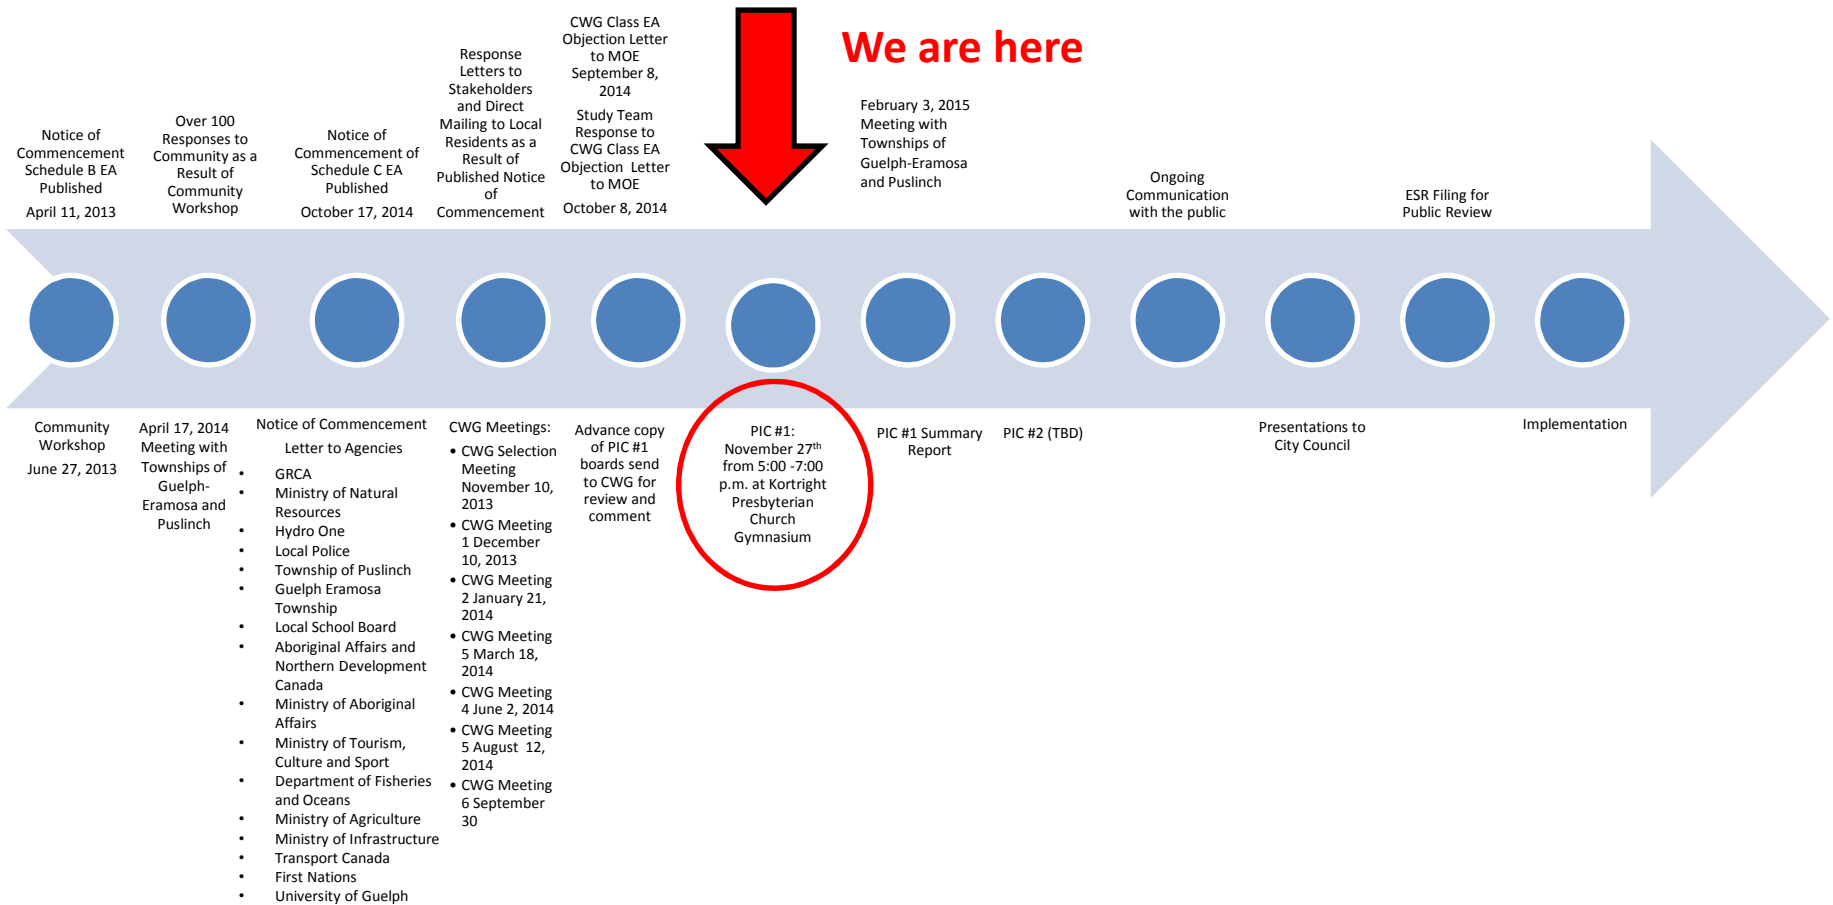 We are here
Notice of
Commencement
Schedule B EA
Published
April 11, 2013
Over 100
Responses to
Community as a
Result of
Community
Workshop
Notice of
Commencement of
Schedule C EA
Published
October 17, 2014
Response
Letters to
Stakeholders
and Direct
Mailing to Local
Residents as a
Result of
Published Notice
of
Commencement
CWG Class EA
Objection Letter
to MOE
September 8,
2014
Study Team
Response to
CWG Class EA
Objection Letter
to MOE
October 8, 2014
February 3, 2015
Meeting with
Townships of
Guelph-Eramosa
and Puslinch
Ongoing
Communication
with the public
ESR Filing for
Public Review
Community
Workshop
June 27, 2013
April 17, 2014
Meeting with
Townships of
Guelph-
Eramosa and
Puslinch
Notice of Commencement
Letter to Agencies
• GRCA
• Ministry of Natural
Resources
• Hydro One
• Local Police
• Township of Puslinch
• Guelph Eramosa
Township
• Local School Board
• Aboriginal Affairs and
Northern Development
Canada
• Ministry of Aboriginal
Affairs
• Ministry of Tourism,
Culture and Sport
• Department of Fisheries
and Oceans
• Ministry of Agriculture
• Ministry of Infrastructure
• Transport Canada
• First Nations
• University of Guelph
CWG Meetings:
• CWG Selection
Meeting
November 10,
2013
• CWG Meeting
1 December
10, 2013
• CWG Meeting
2 January 21,
2014
• CWG Meeting
5 March 18,
2014
• CWG Meeting
4 June 2, 2014
• CWG Meeting
5 August 12,
2014
• CWG Meeting
6 September
30
Advance copy
of PIC #1
boards send
to CWG for
review and
comment
PIC #1:
November 27th
from 5:00 -7:00
p.m. at Kortright
Presbyterian
Church
Gymnasium
PIC #1 Summary
Report
PIC #2 (TBD)
Presentations to
City Council
Implementation